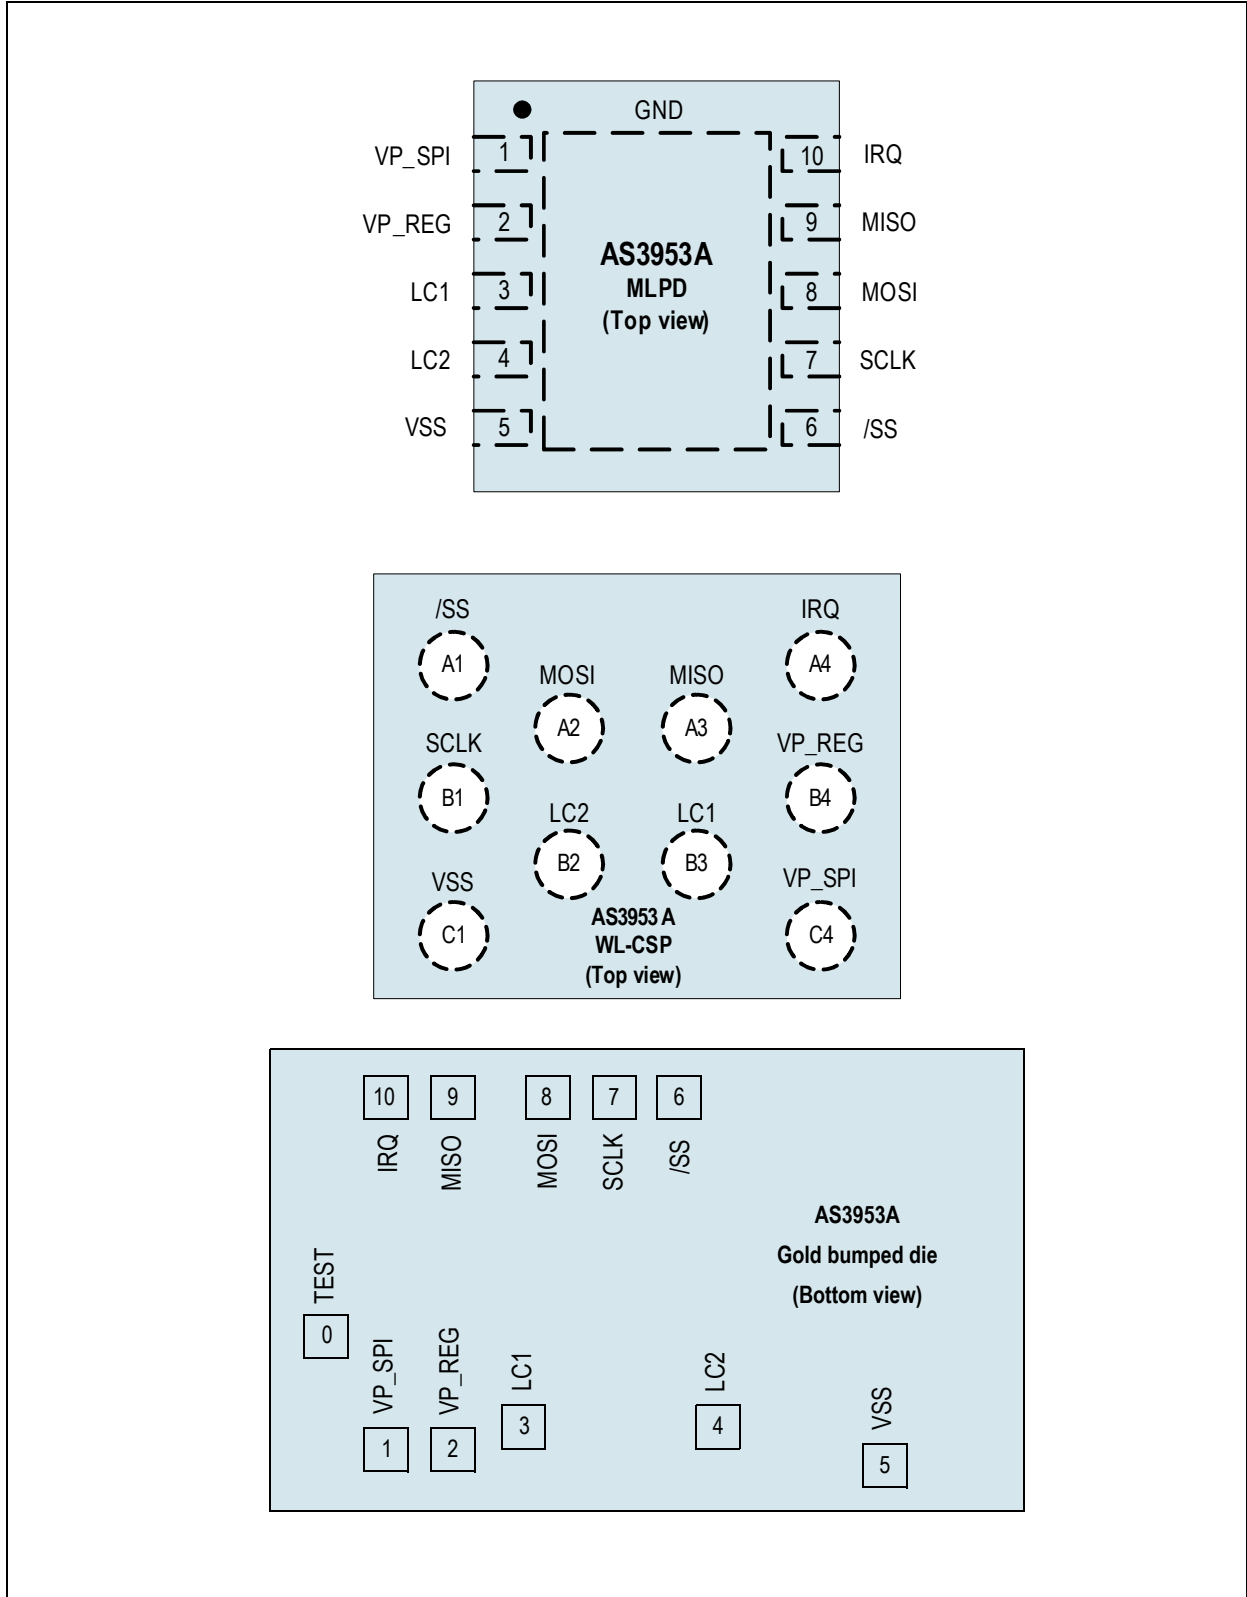 GND
VP_SPI 1 10 IRQ
VP_REG 2 9 MISO
AS3953A
LC1 3 MLPD 8 MOSI
(Top view)
LC2 4 7 SCLK
VSS 5 6 /SS
/SS IRQ
A1 A4
MOSI MISO
A2 A3
SCLK VP_REG
B1 B4
LC2 LC1
B2 B3
VSS VP_SPI
AS3953 A
C1 WL-CSP C4
(Top view)
10 9 8 7 6
IRQ MISO MOSI SCLK /SS
AS3953A
Gold bumped die
(Bottom view)
TEST
0
VP_SPI VP_REG LC1 LC2 VSS
1 2 3 4 5